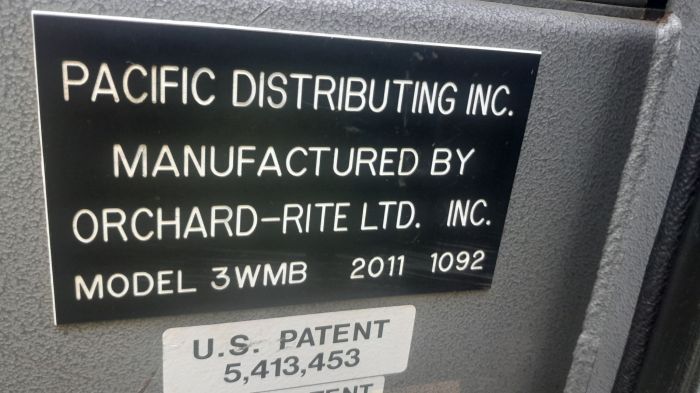 PACIFIC DISTRIBUTING INC.
MANUFACTURED BY
ORCHARD-RITE LTD. INC.
MODEL 3WMB 2011 1092
U.S. PATENT
5,413,453